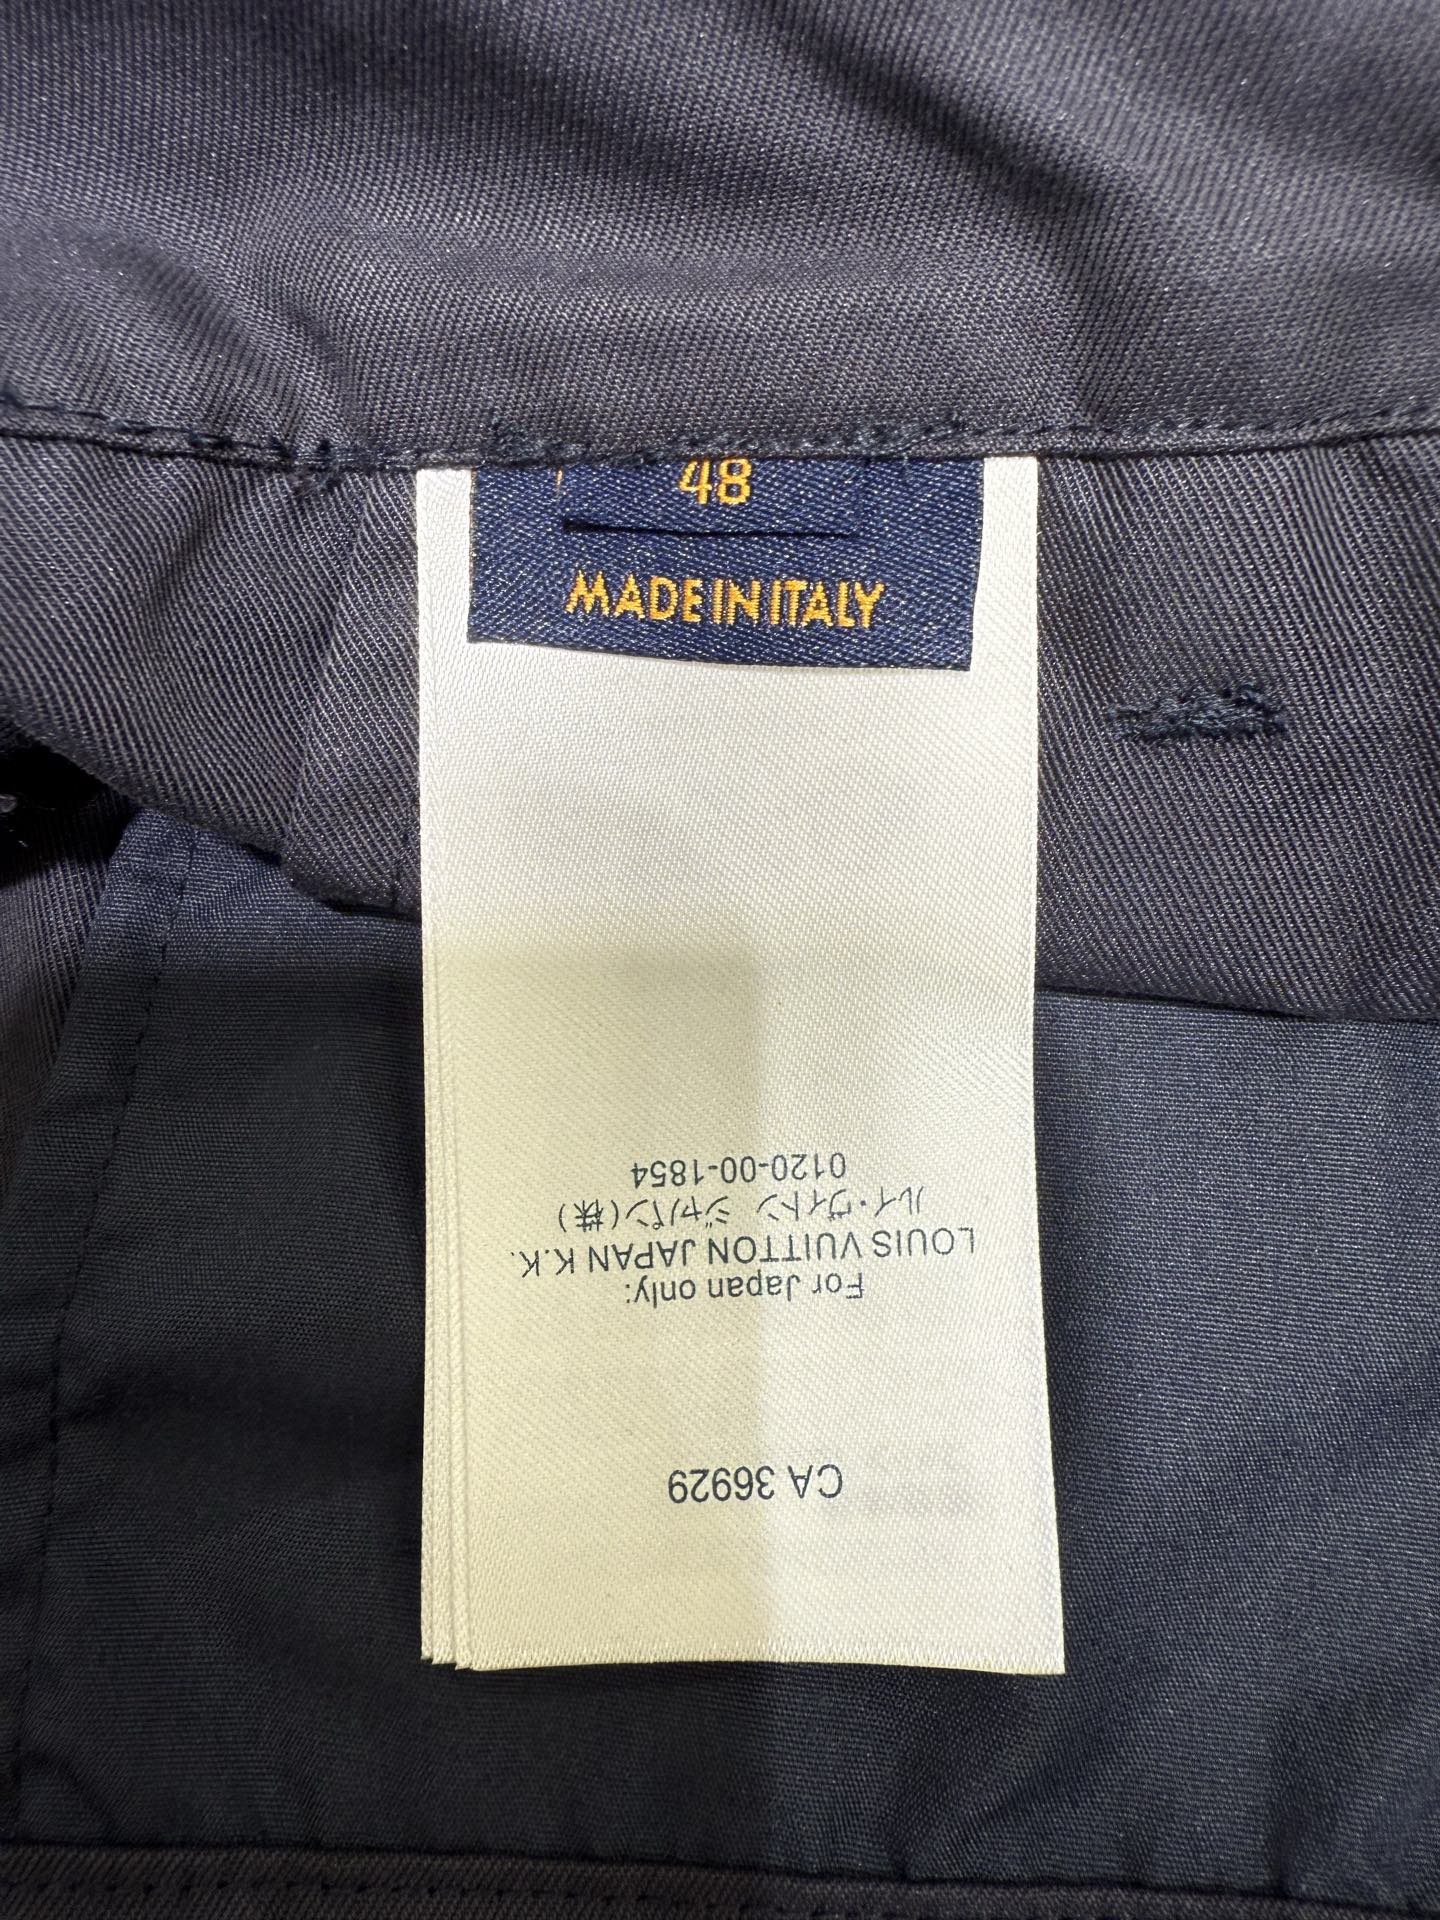 48
MADE IN ITALY
CA 36929
For Japan only:
LOUIS VUITTON JAPAN K.K.
ルイ・ヴィトン ジャパン(株)
0120-00-1854